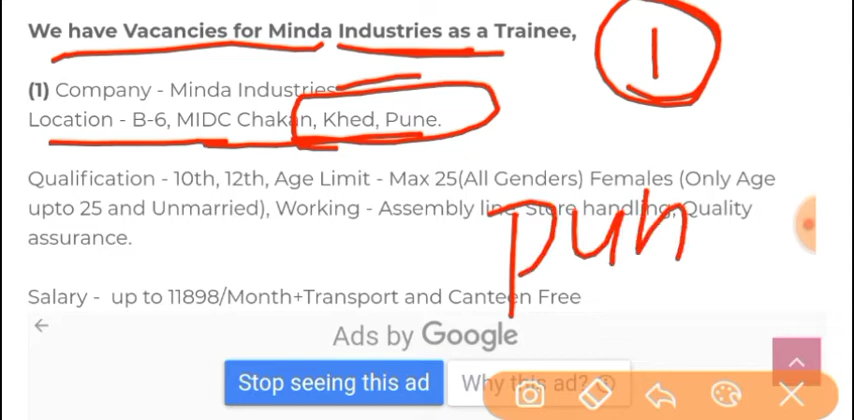 We have Vacancies for Minda Industries as a Trainee,
1
(1) Company - Minda Industries
Location - B-6, MIDC Chakan, Khed, Pune.
Qualification - 10th, 12th, Age Limit - Max 25(All Genders) Females (Only Age
upto 25 and Unmarried), Working - Assembly line, Store handling, Quality
assurance.
pun
Salary - up to 11898/Month+Transport and Canteen Free
Ads by Google
Stop seeing this ad Why this ad?